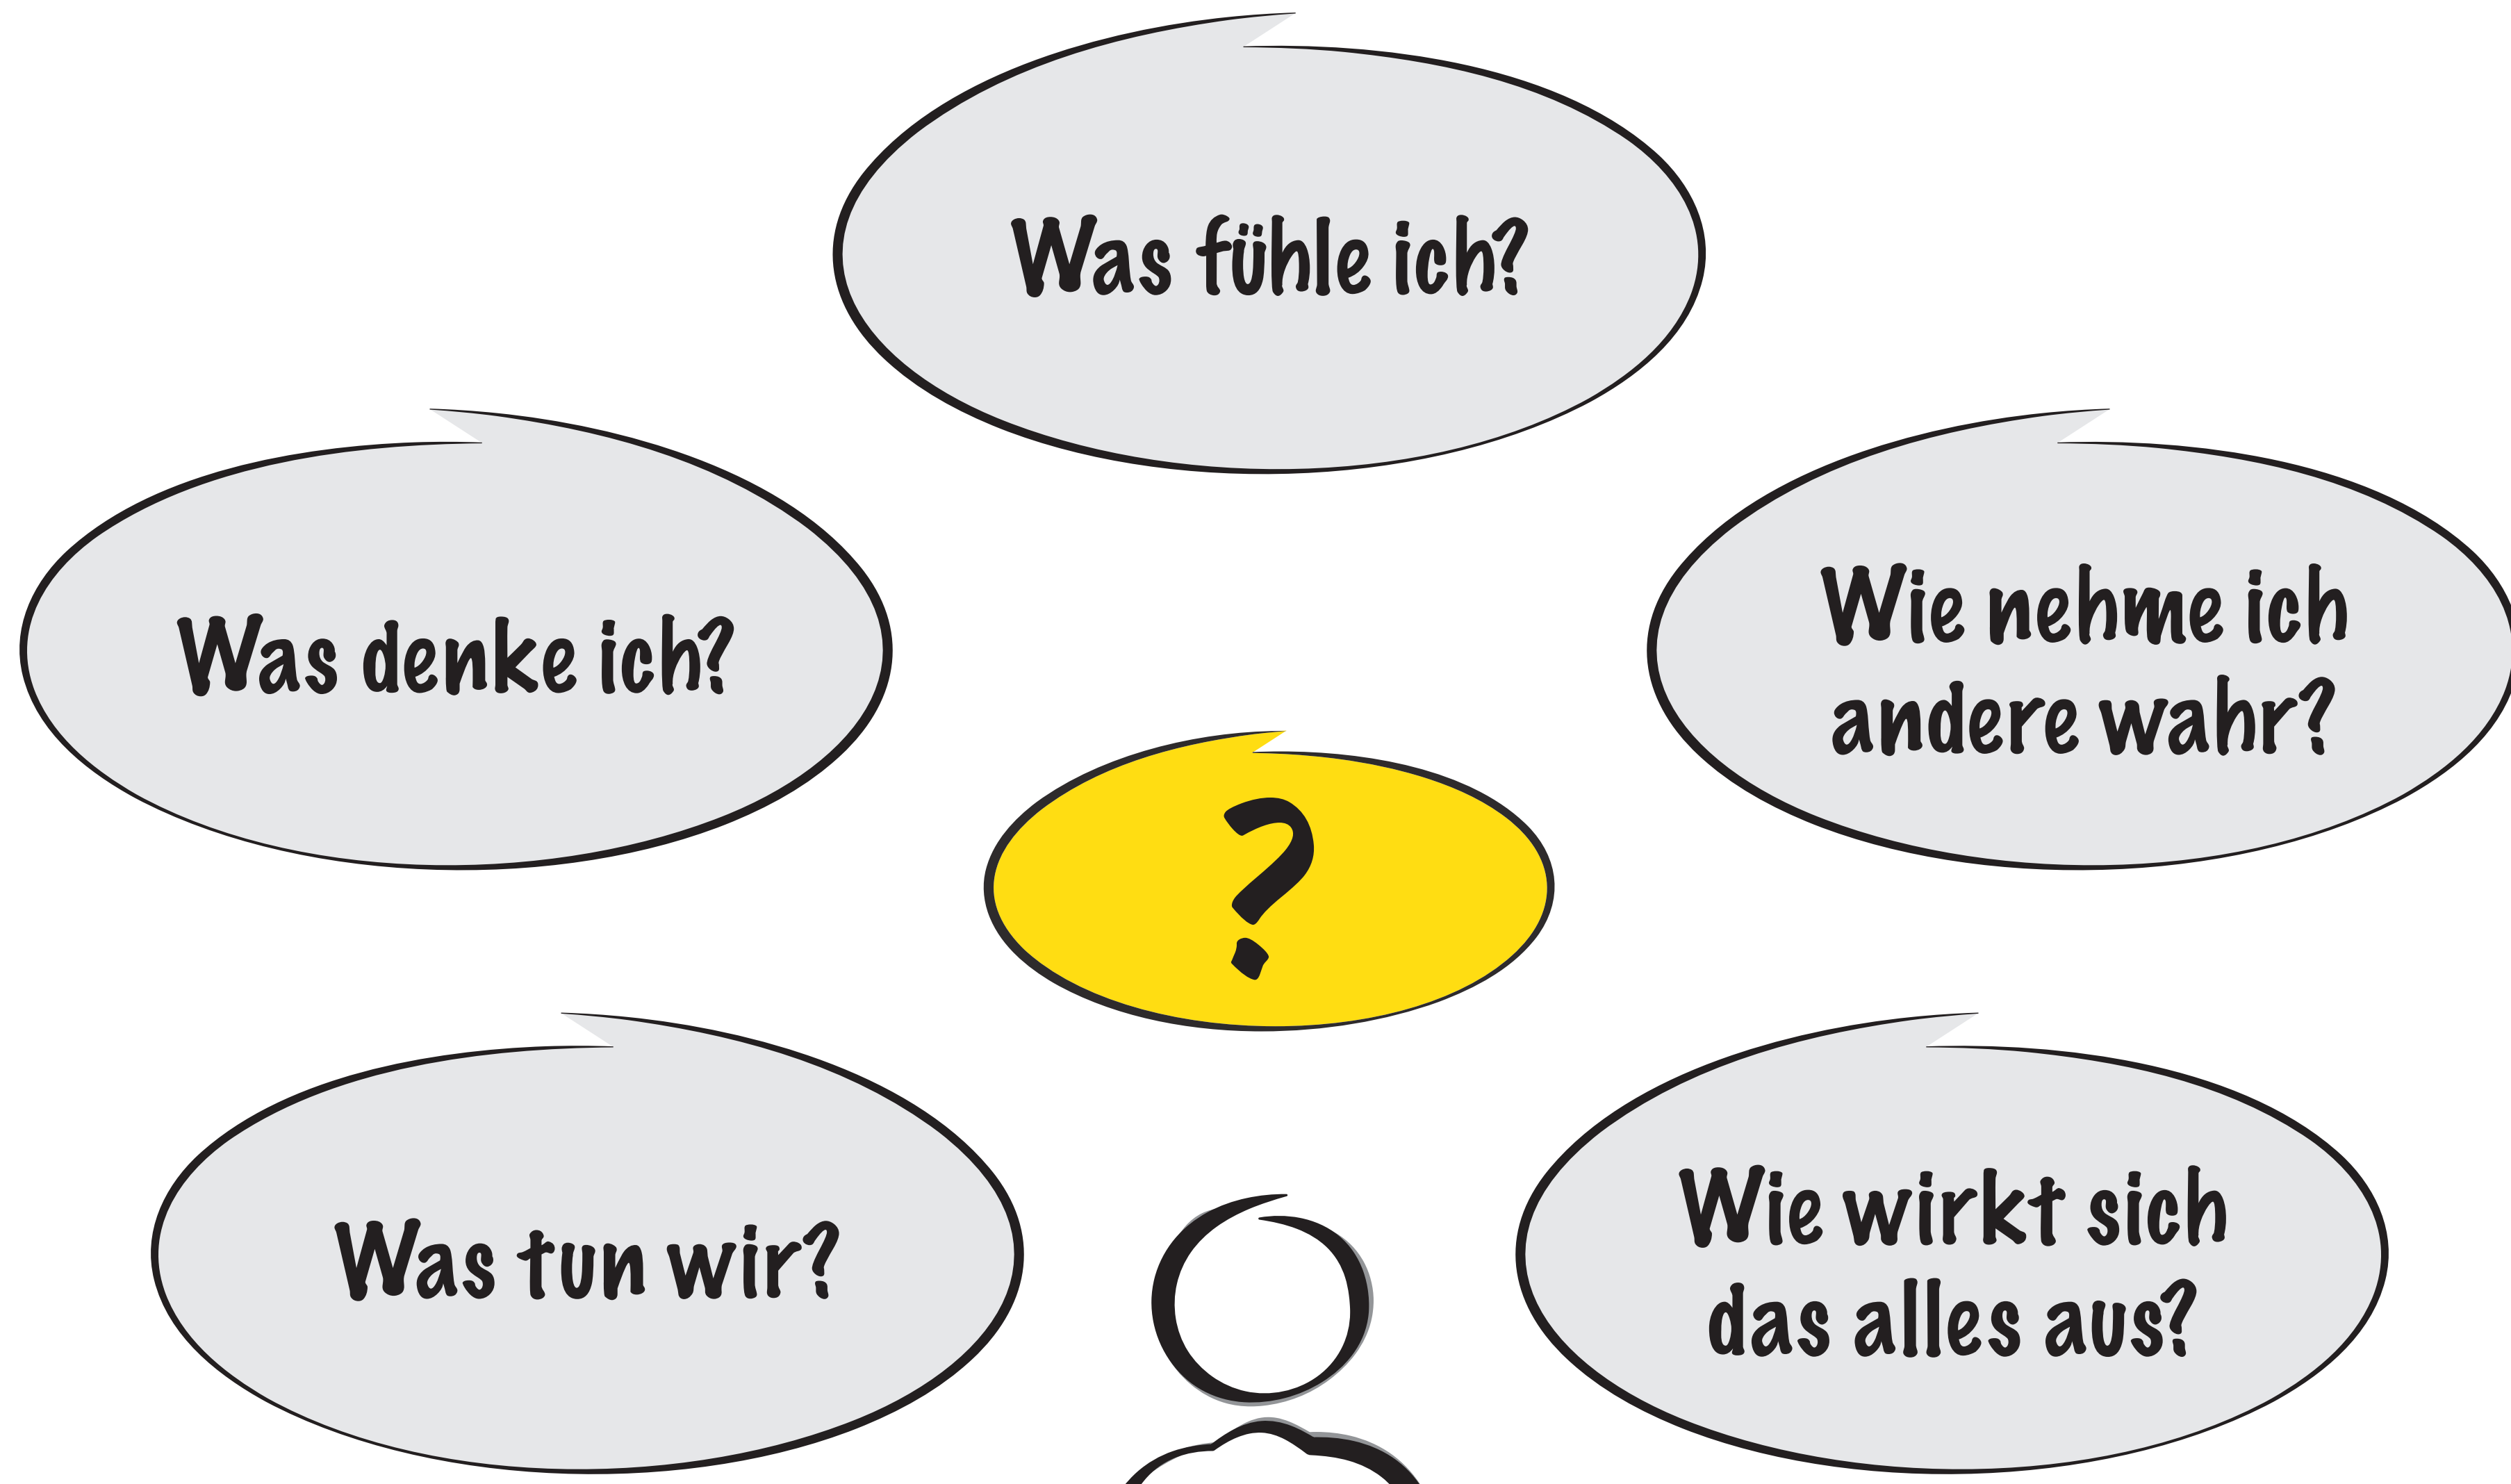 Was fühle ich?
Was denke ich?
Wie nehme ich
andere wahr?
?
Was tun wir?
Wie wirkt sich
das alles aus?